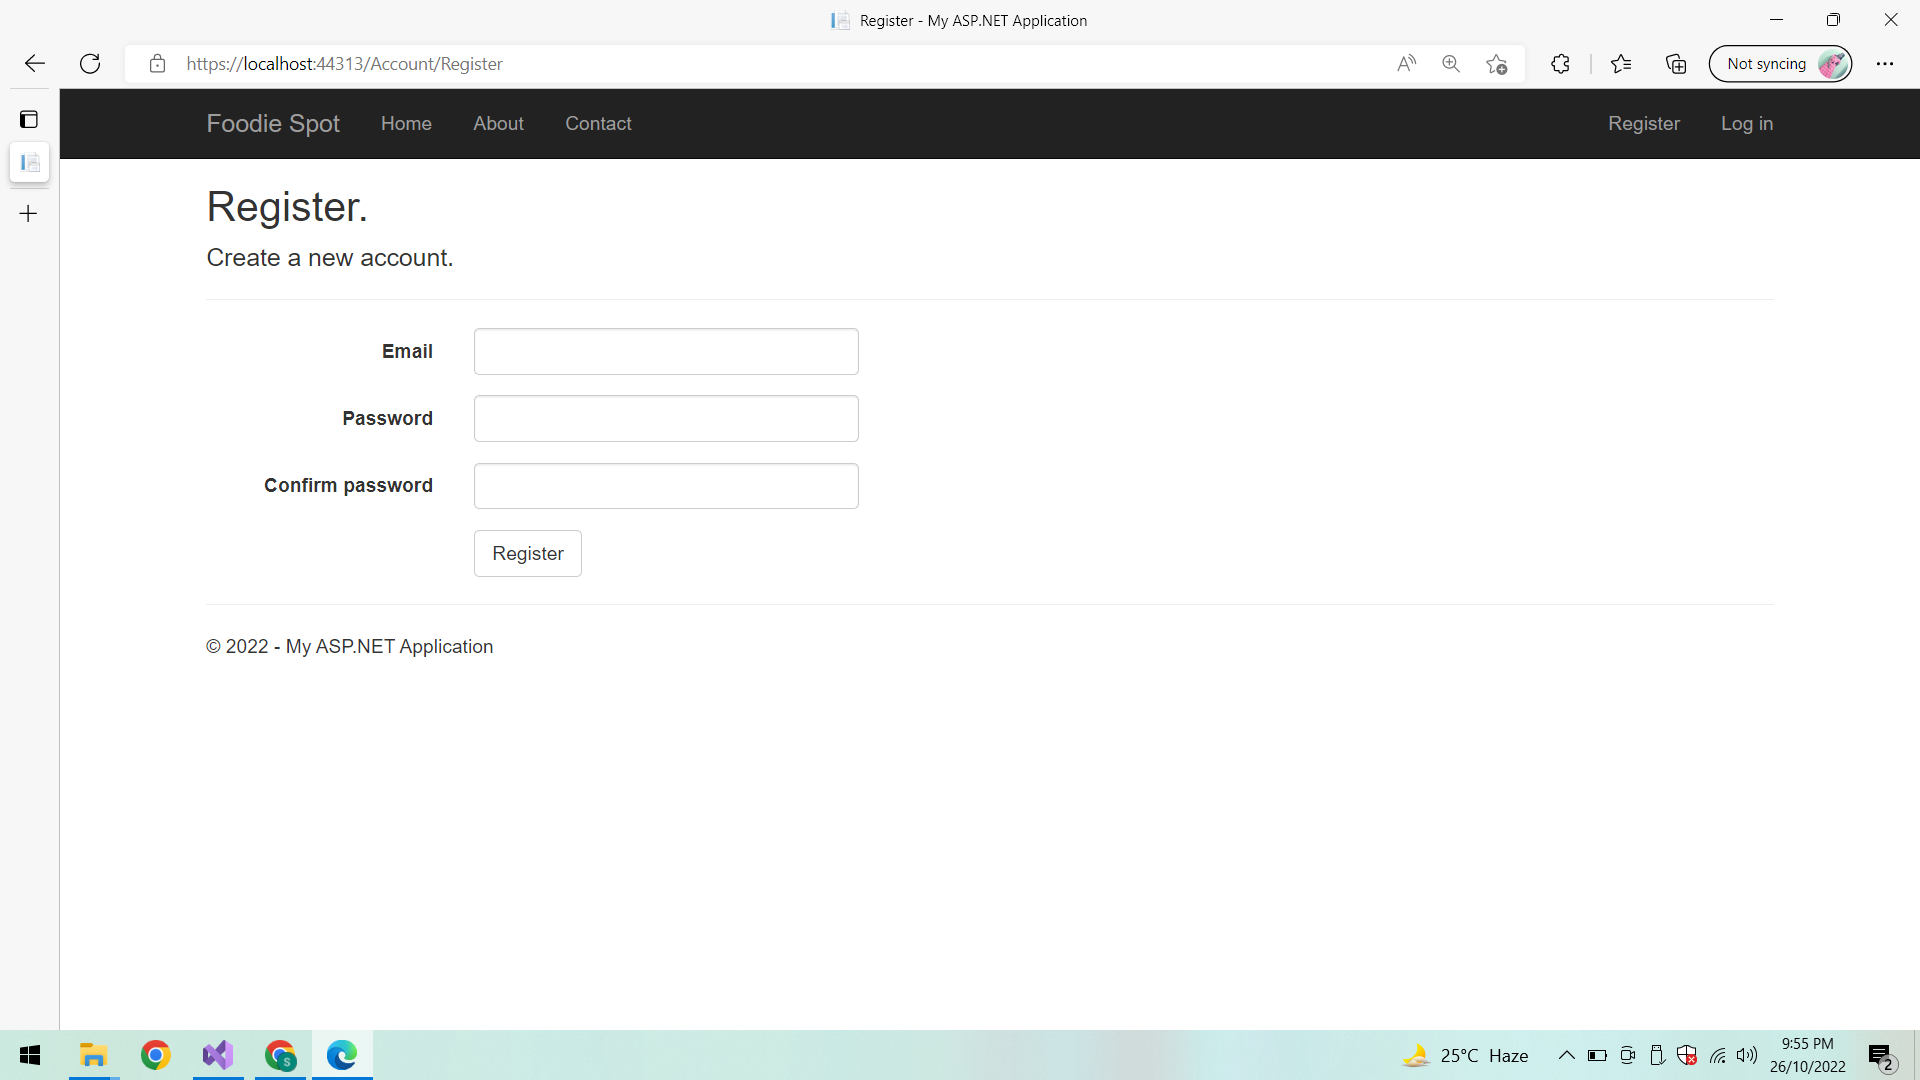 Register - My ASP.NET Application
https://localhost:44313/Account/Register
Not syncing
Foodie Spot Home About Contact Register Log in
Register.
Create a new account.
Email
Password
Confirm password
Register
© 2022 - My ASP.NET Application
25°C Haze
9:55 PM
26/10/2022
2
S